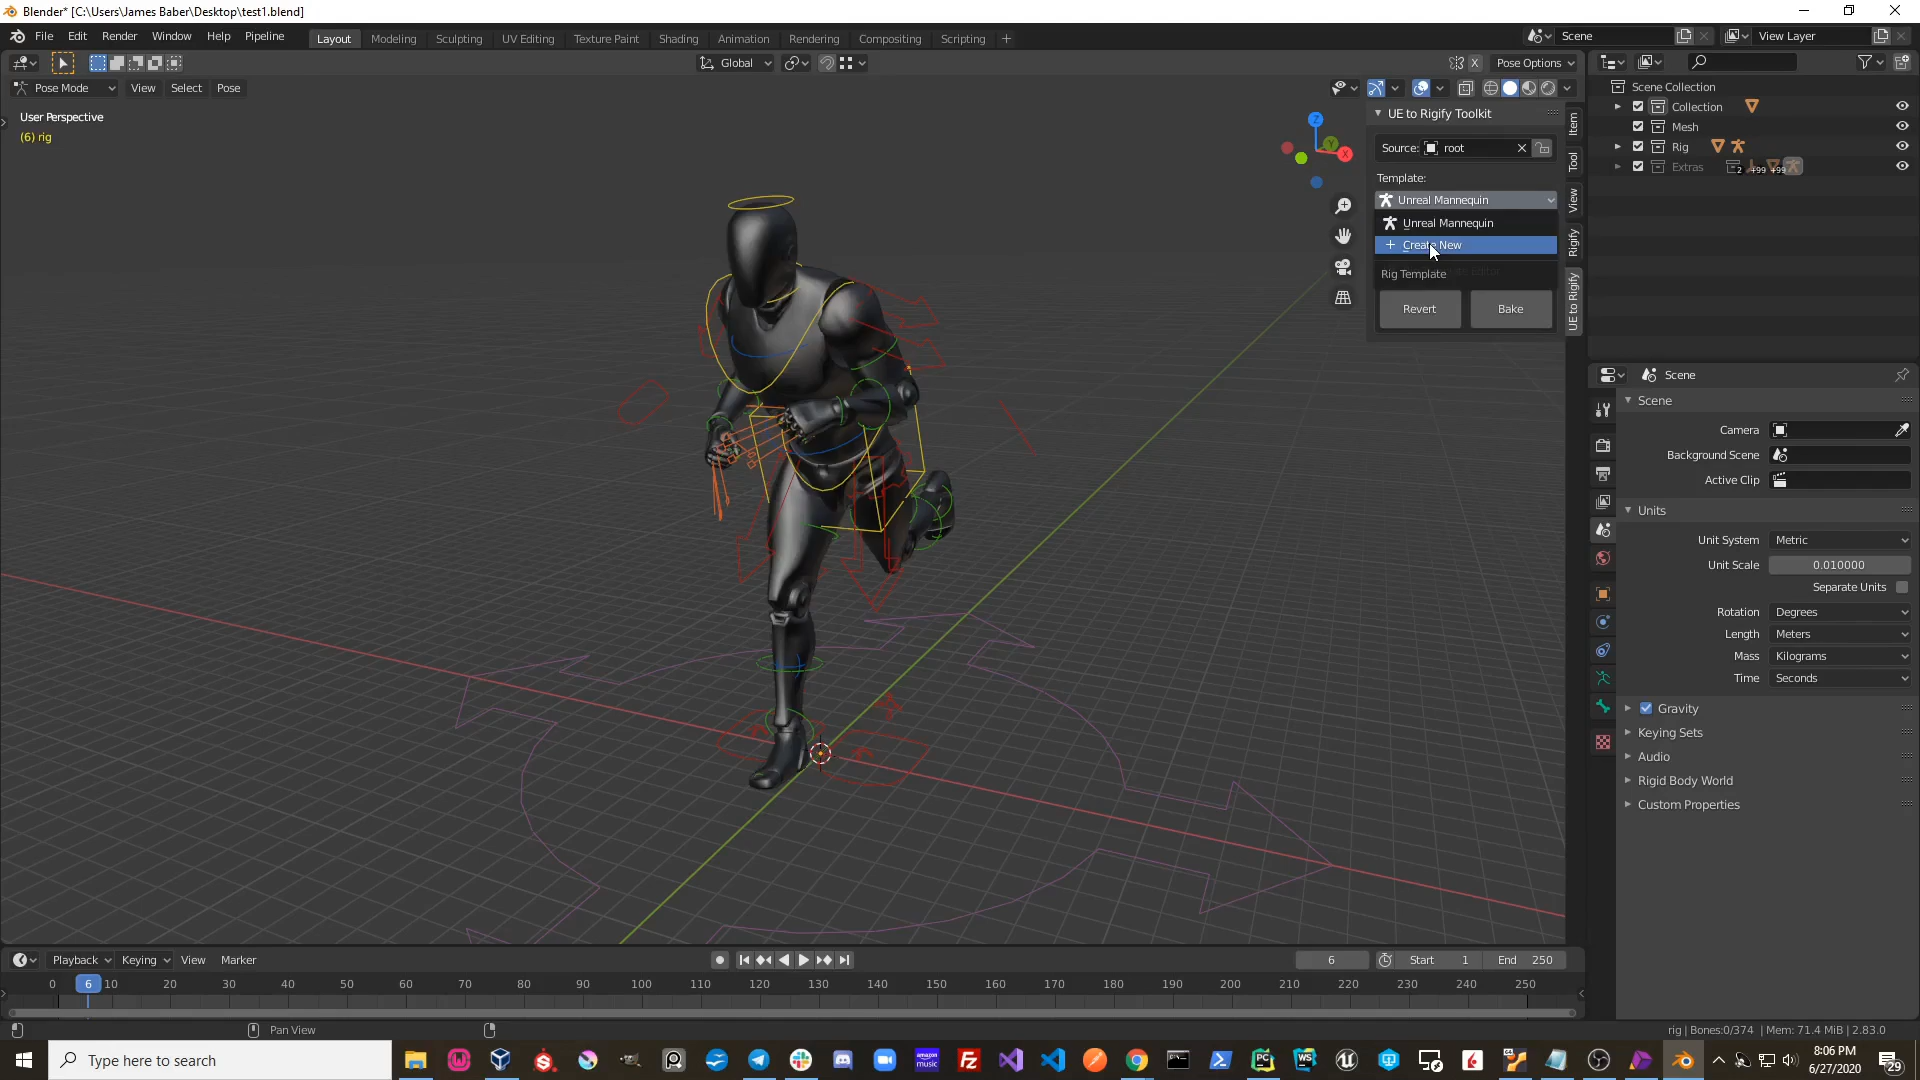 Blender* [C:\Users\James Baber\Desktop\test1.blend]
File Edit Render Window Help Pipeline
Layout Modeling Sculpting UV Editing Texture Paint Shading Animation Rendering Compositing Scripting +
Scene
View Layer
Global
X
Pose Options
Pose Mode View Select Pose
User Perspective
(6) rig
Z
Y
X
UE to Rigify Toolkit
Source: root
Template:
Unreal Mannequin
Unreal Mannequin
Create New
Rig Template
Revert Bake
Item
Tool
View
Rigify
UE to Rigify
Scene Collection
Collection
Mesh
Rig
Extras
2 +99 +99
Scene
Scene
Camera
Background Scene
Active Clip
Units
Unit System Metric
Unit Scale 0.010000
Separate Units
Rotation Degrees
Length Meters
Mass Kilograms
Time Seconds
Gravity
Keying Sets
Audio
Rigid Body World
Custom Properties
Playback Keying View Marker
6 Start 1 End 250
0 6 10 20 30 40 50 60 70 80 90 100 110 120 130 140 150 160 170 180 190 200 210 220 230 240 250
Pan View
rig | Bones:0/374 | Mem: 71.4 MiB | 2.83.0
Type here to search
amazon music
8:06 PM
6/27/2020
29